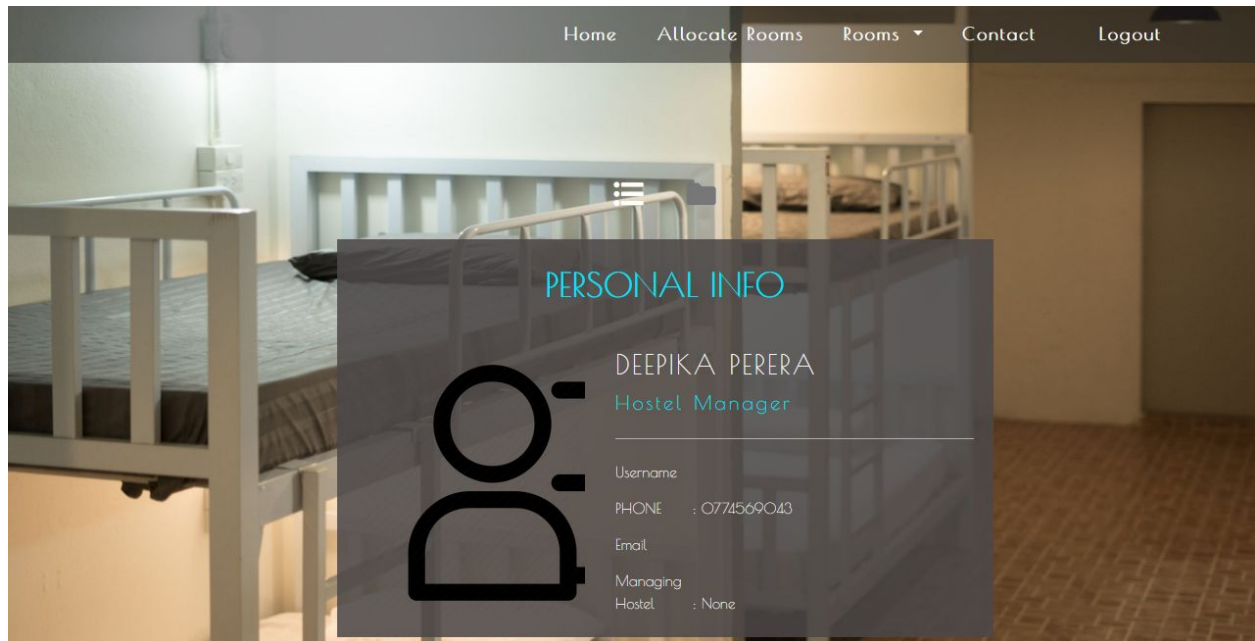 Home Allocate Rooms Rooms Contact Logout
PERSONAL INFO
DEEPIKA PERERA
Hostel Manager
Username
PHONE : 0774569043
Email
Managing
Hostel : None